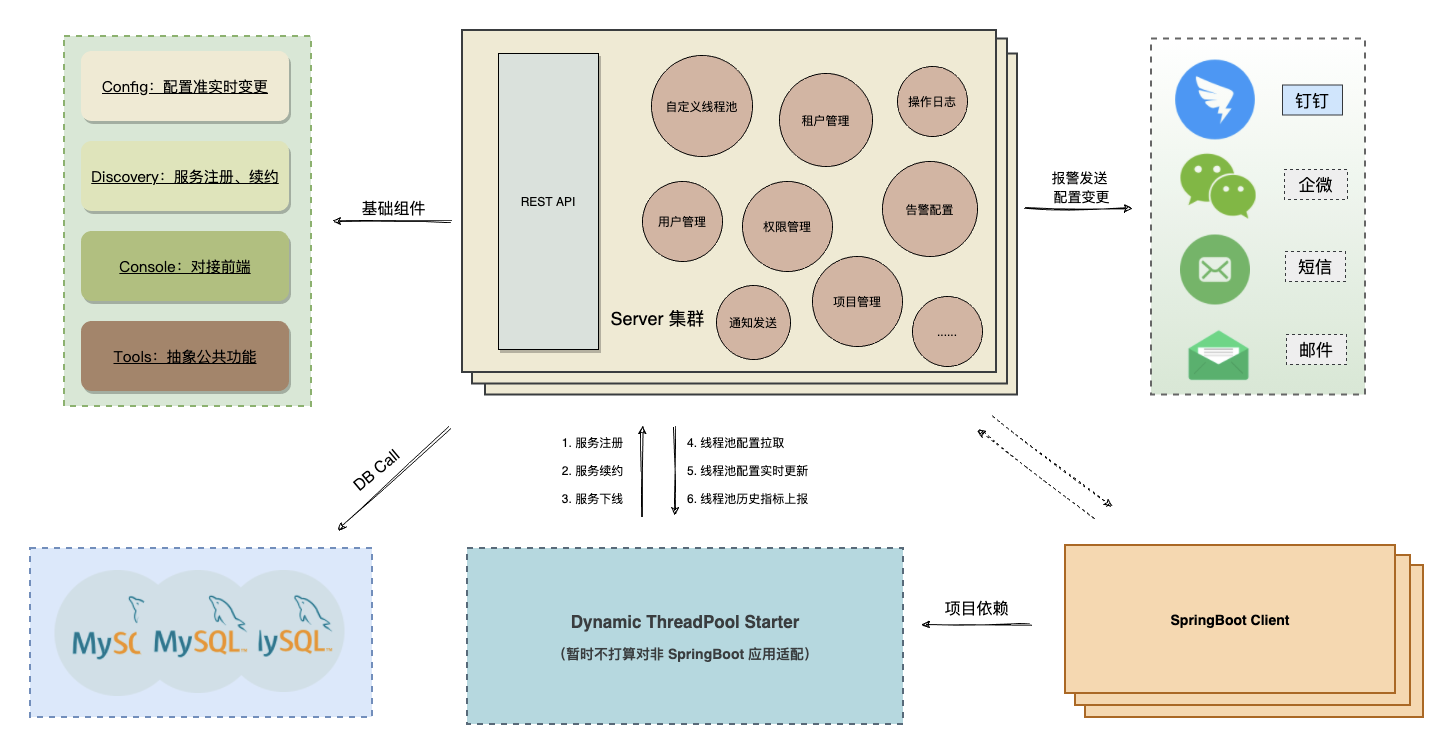 Config：配置准实时变更
Discovery：服务注册、续约
Console：对接前端
Tools：抽象公共功能
基础组件
REST API
自定义线程池
租户管理
操作日志
用户管理
权限管理
告警配置
项目管理
Server 集群
通知发送
......
报警发送
配置变更
钉钉
企微
短信
邮件
DB Call
1. 服务注册
2. 服务续约
3. 服务下线
4. 线程池配置拉取
5. 线程池配置实时更新
6. 线程池历史指标上报
MySQ
MySQL
lySQL
Dynamic ThreadPool Starter
（暂时不打算对非 SpringBoot 应用适配）
项目依赖
SpringBoot Client